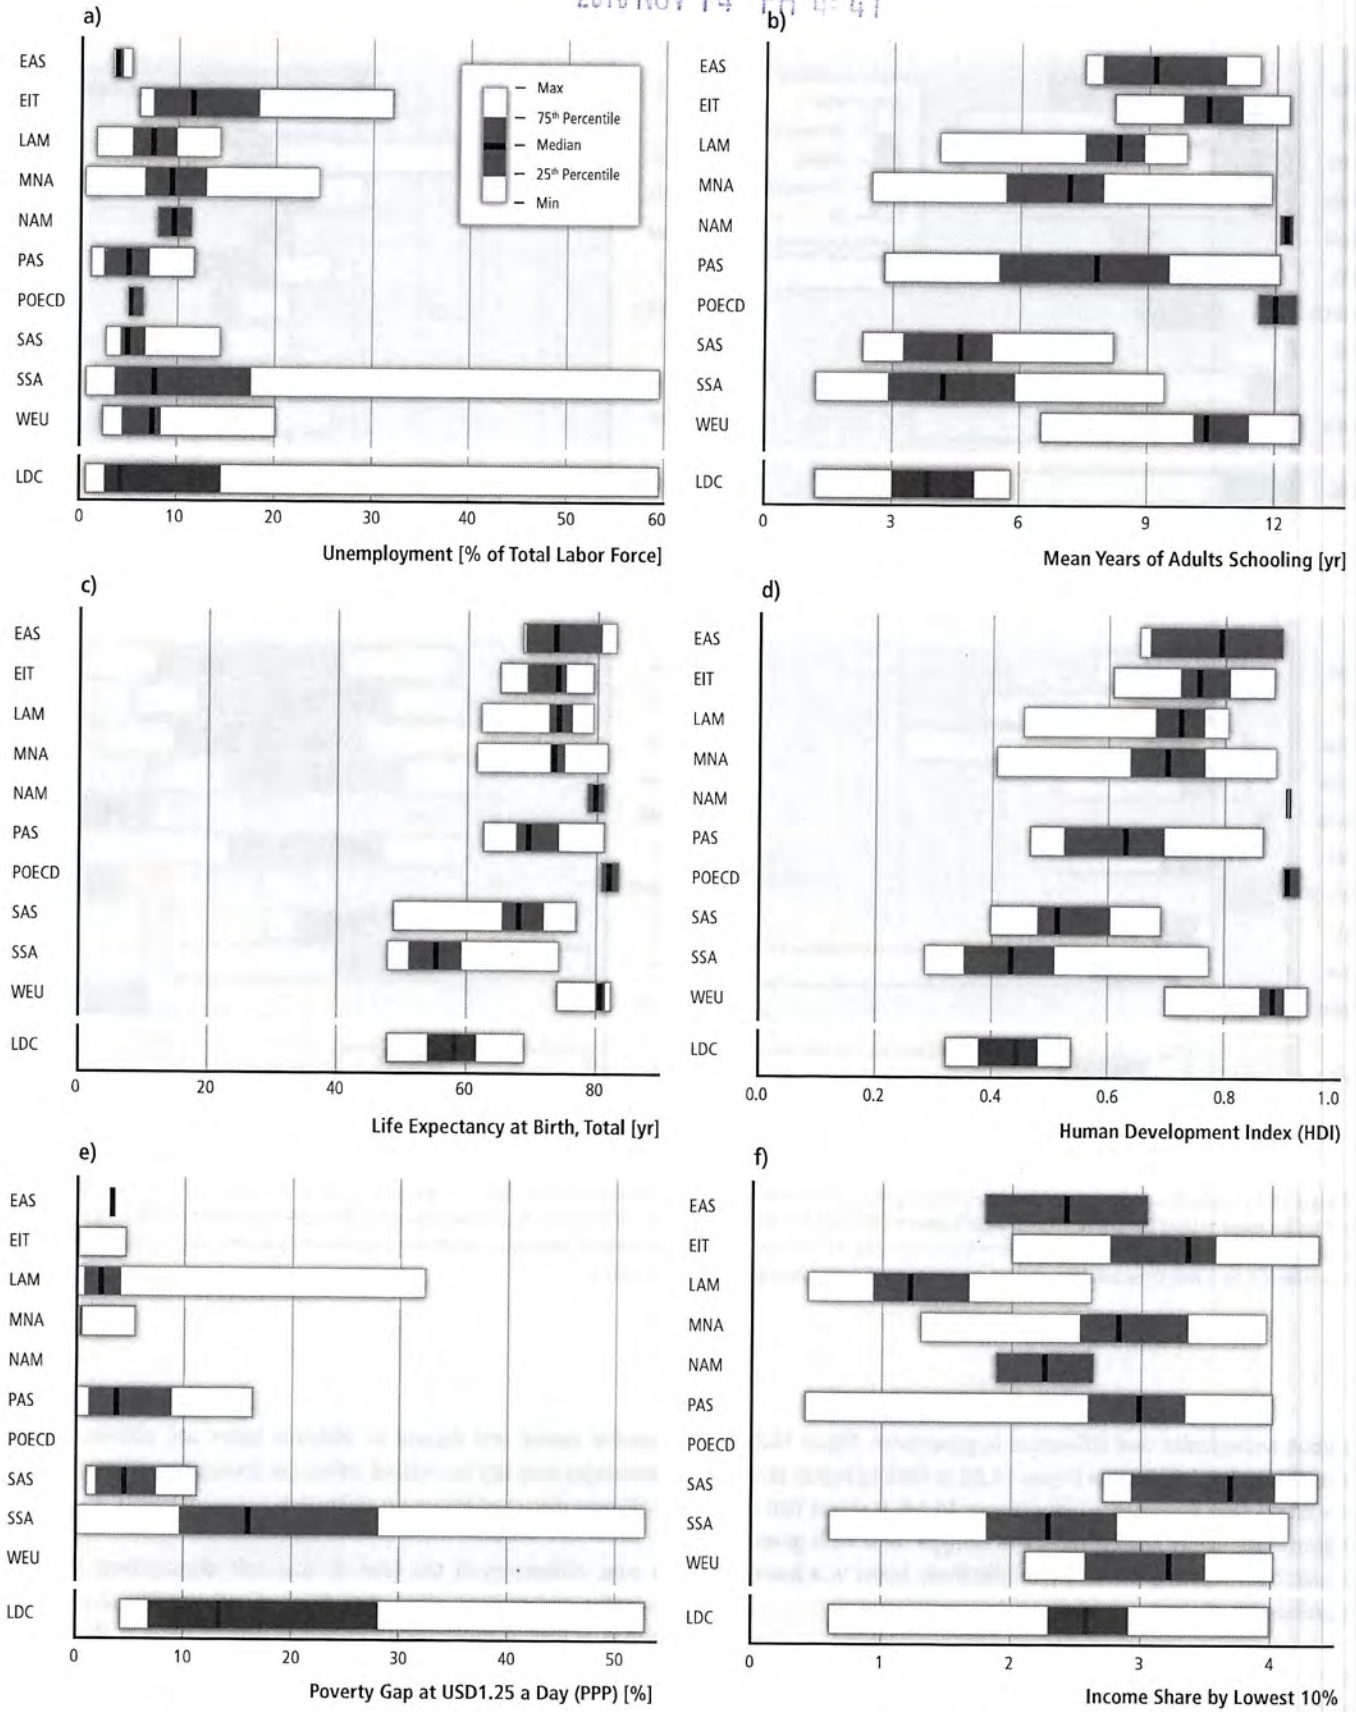 a)
EAS
EIT
LAM
MNA
NAM
PAS
POECD
SAS
SSA
WEU
LDC
Max
75th Percentile
Median
25th Percentile
Min
0 10 20 30 40 50 60
Unemployment [% of Total Labor Force]
b)
EAS
EIT
LAM
MNA
NAM
PAS
POECD
SAS
SSA
WEU
LDC
0 3 6 9 12
Mean Years of Adults Schooling [yr]
c)
EAS
EIT
LAM
MNA
NAM
PAS
POECD
SAS
SSA
WEU
LDC
0 20 40 60 80
Life Expectancy at Birth, Total [yr]
d)
EAS
EIT
LAM
MNA
NAM
PAS
POECD
SAS
SSA
WEU
LDC
0.0 0.2 0.4 0.6 0.8 1.0
Human Development Index (HDI)
e)
EAS
EIT
LAM
MNA
NAM
PAS
POECD
SAS
SSA
WEU
LDC
0 10 20 30 40 50
Poverty Gap at USD1.25 a Day (PPP) [%]
f)
EAS
EIT
LAM
MNA
NAM
PAS
POECD
SAS
SSA
WEU
LDC
0 1 2 3 4
Income Share by Lowest 10%